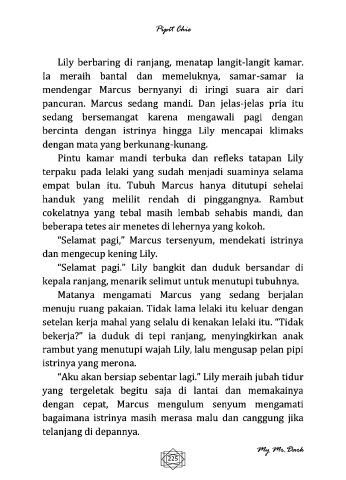 Pipit Chie
Lily berbaring di ranjang, menatap langit-langit kamar.
Ia meraih bantal dan memeluknya, samar-samar ia
mendengar Marcus bernyanyi di iringi suara air dari
pancuran. Marcus sedang mandi. Dan jelas-jelas pria itu
sedang bersemangat karena mengawali pagi dengan
bercinta dengan istrinya hingga Lily mencapai klimaks
dengan mata yang berkunang-kunang.
Pintu kamar mandi terbuka dan refleks tatapan Lily
terpaku pada lelaki yang sudah menjadi suaminya selama
empat bulan itu. Tubuh Marcus hanya ditutupi sehelai
handuk yang melilit rendah di pinggangnya. Rambut
cokelatnya yang tebal masih lembab sehabis mandi, dan
beberapa tetes air menetes di lehernya yang kokoh.
“Selamat pagi,” Marcus tersenyum, mendekati istrinya
dan mengecup kening Lily.
“Selamat pagi.” Lily bangkit dan duduk bersandar di
kepala ranjang, menarik selimut untuk menutupi tubuhnya.
Matanya mengamati Marcus yang sedang berjalan
menuju ruang pakaian. Tidak lama lelaki itu keluar dengan
setelan kerja mahal yang selalu di kenakan lelaki itu. “Tidak
bekerja?” ia duduk di tepi ranjang, menyingkirkan anak
rambut yang menutupi wajah Lily, lalu mengusap pelan pipi
istrinya yang merona.
“Aku akan bersiap sebentar lagi.” Lily meraih jubah tidur
yang tergeletak begitu saja di lantai dan memakainya
dengan cepat, Marcus mengulum senyum mengamati
bagaimana istrinya masih merasa malu dan canggung jika
telanjang di depannya.
My Mr. Dark
225